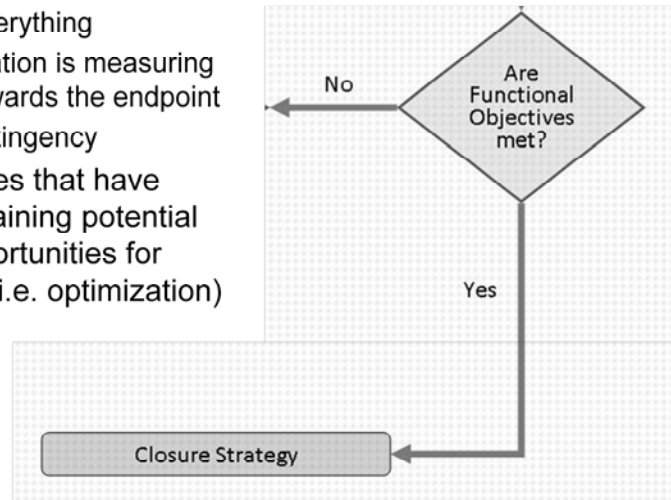 erything
ation is measuring
vards the endpoint
tingency
es that have
aining potential
ortunities for
i.e. optimization)
No
Are
Functional
Objectives
met?
Yes
Closure Strategy